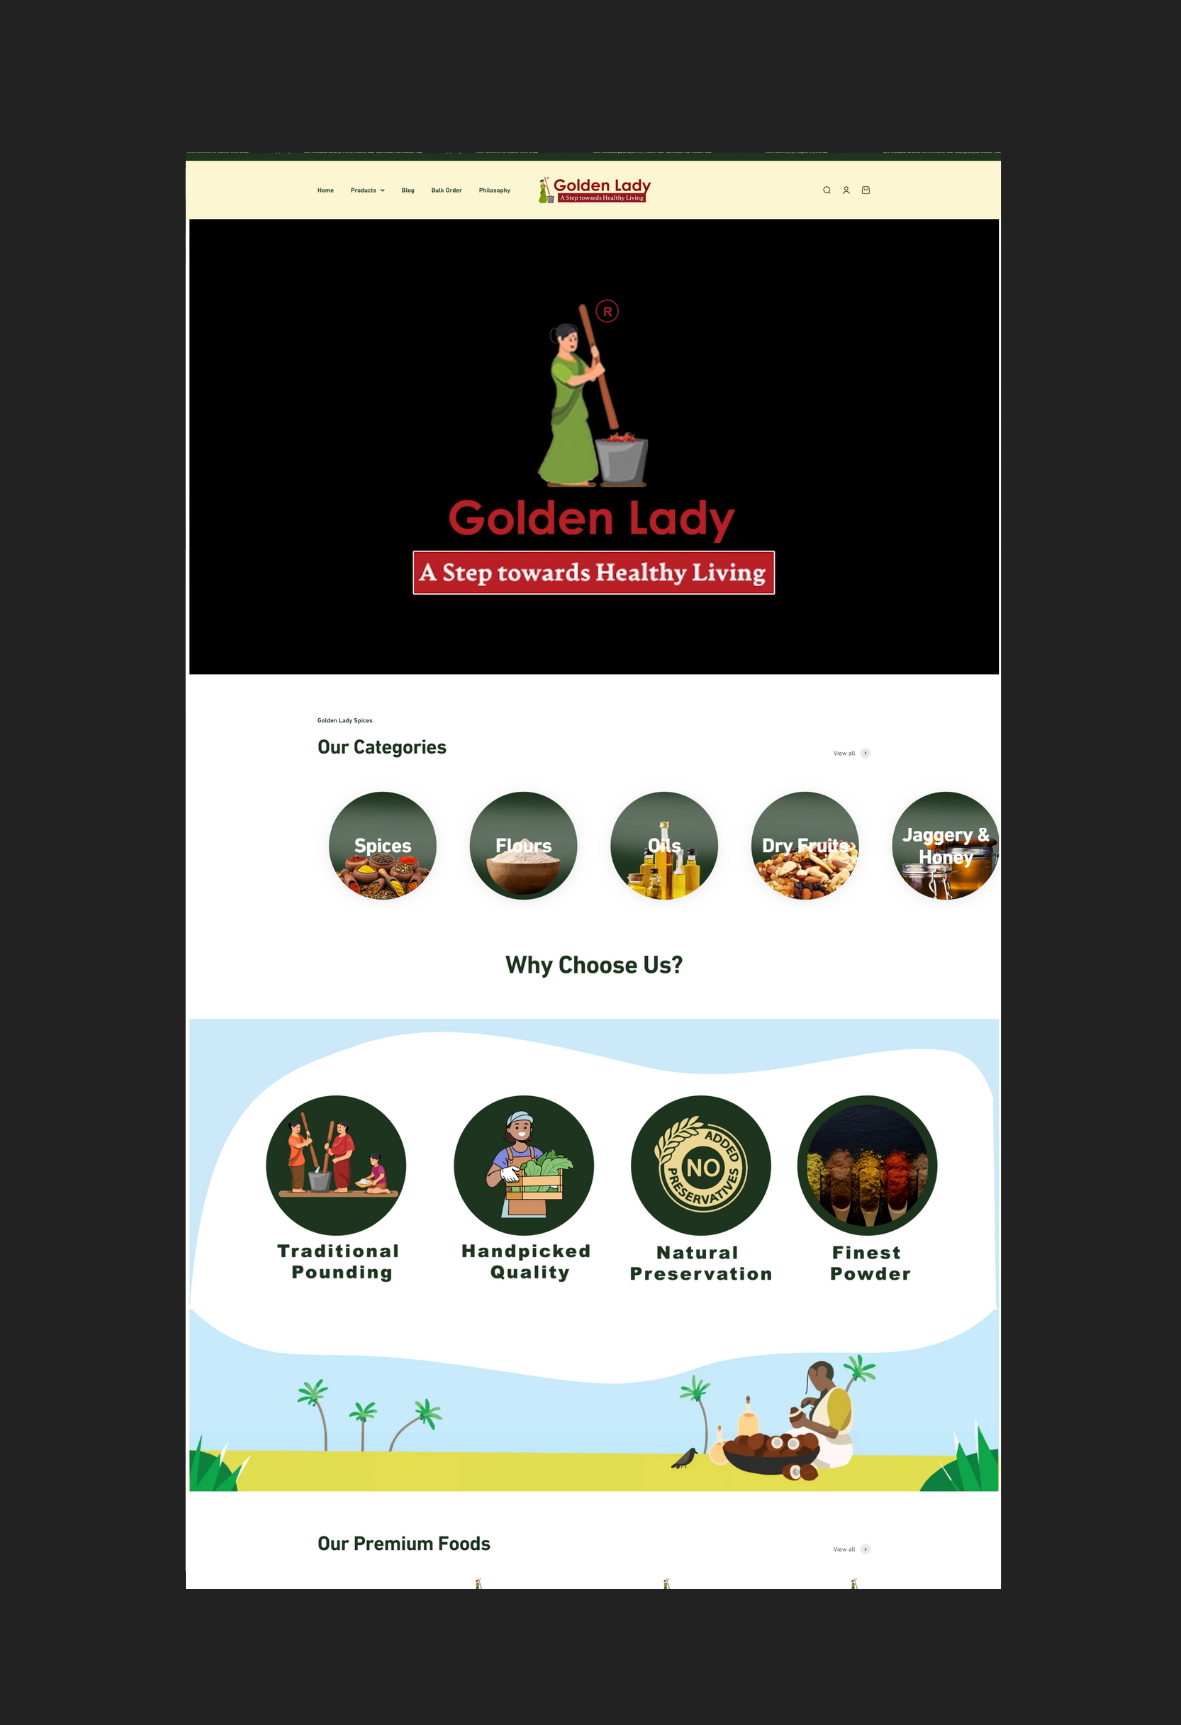 Home
Products
Blog
Bulk Order
Philosophy
Golden Lady
A Step towards Healthy Living
R
Golden Lady
A Step towards Healthy Living
Golden Lady Spices
Our Categories
View all
Spices
Flours
Oils
Dry Fruits
Jaggery &
Honey
Why Choose Us?
NO
ADDED
PRESERVATIVES
Traditional
Pounding
Handpicked
Quality
Natural
Preservation
Finest
Powder
Our Premium Foods
View all